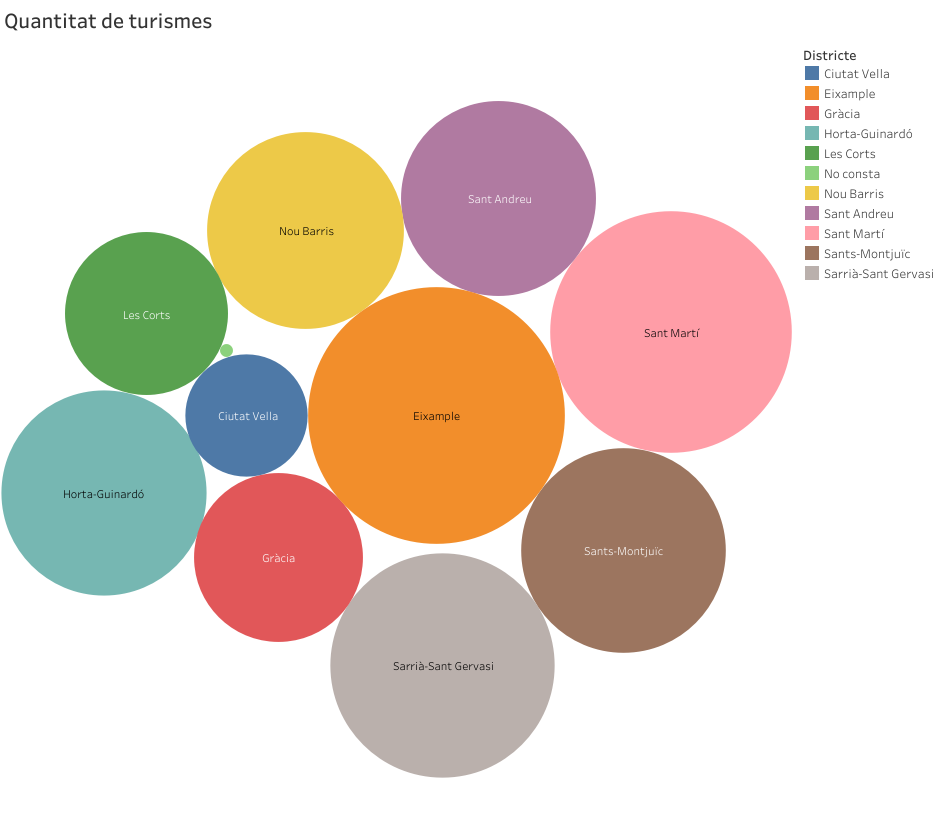 Quantitat de turismes
Districte
Ciutat Vella
Eixample
Gràcia
Horta-Guinardó
Les Corts
No consta
Nou Barris
Sant Andreu
Sant Martí
Sants-Montjuïc
Sarrià-Sant Gervasi
Sant Andreu
Nou Barris
Les Corts
Sant Martí
Ciutat Vella
Eixample
Horta-Guinardó
Gràcia
Sants-Montjuïc
Sarrià-Sant Gervasi